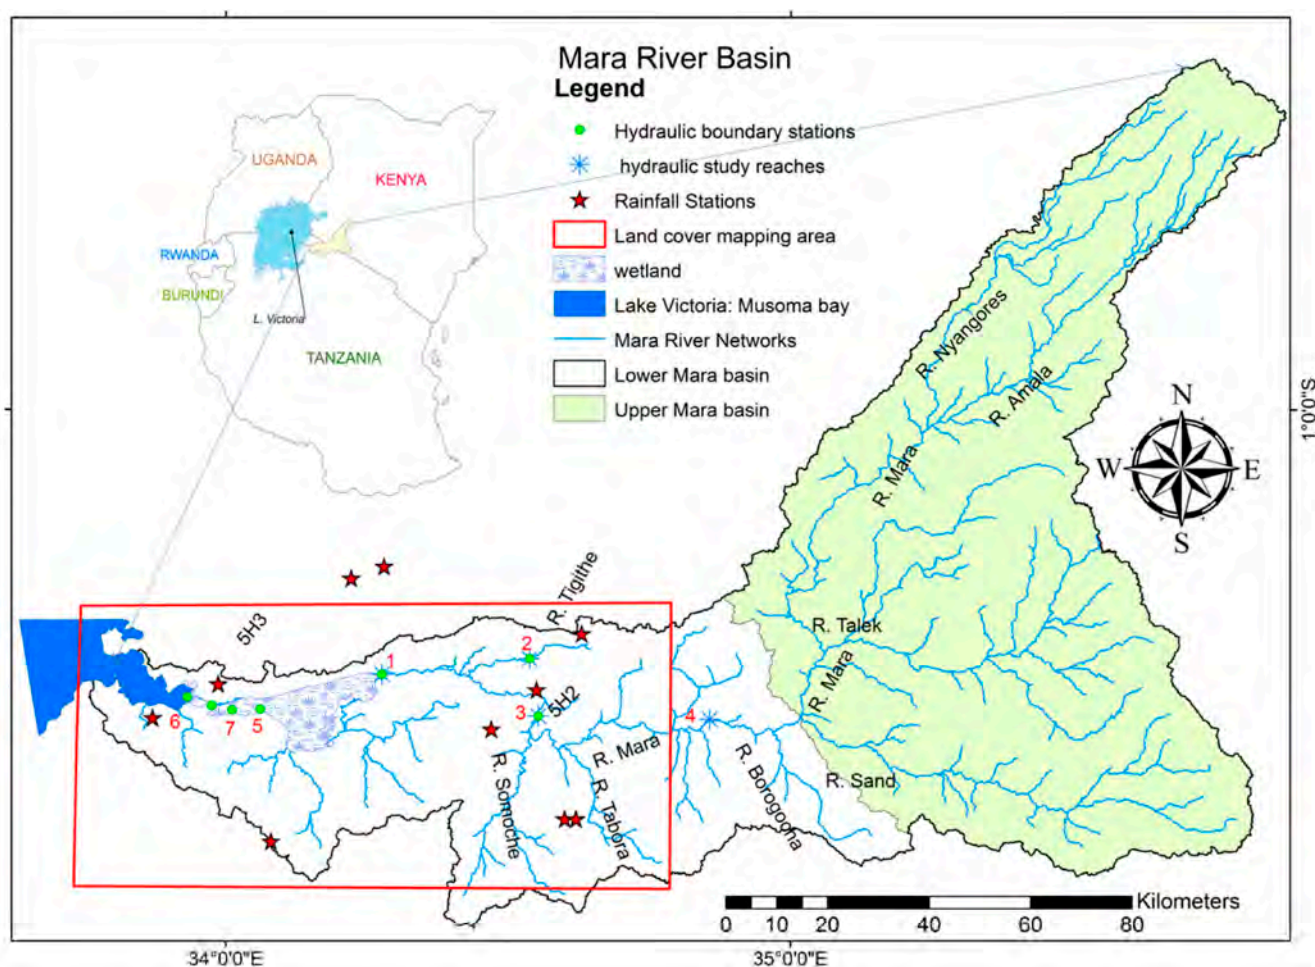 Mara River Basin
Legend
Hydraulic boundary stations
hydraulic study reaches
Rainfall Stations
Land cover mapping area
wetland
Lake Victoria: Musoma bay
Mara River Networks
Lower Mara basin
Upper Mara basin
UGANDA
KENYA
RWANDA
BURUNDI
L. Victoria
TANZANIA
R. Nyangores
R. Amala
R. Mara
1°0'0"S
N
W
E
S
R. Tigithe
5H3
R. Talek
R. Mara
1
2
3
5H2
4
6
7
5
R. Mara
R. Somoche
R. Tabora
R. Borogoona
R. Sand
Kilometers
0 10 20 40 60 80
34°0'0"E
35°0'0"E